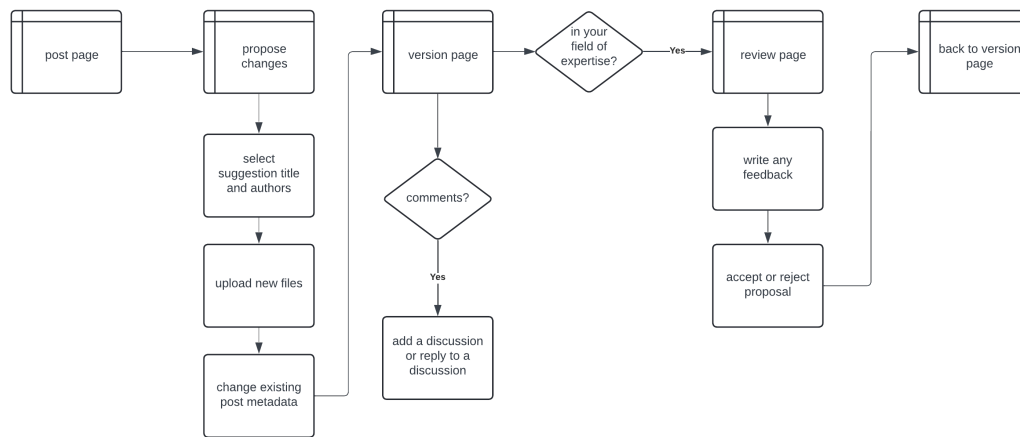 post page
propose
changes
select
suggestion title
and authors
upload new files
change existing
post metadata
version page
comments?
Yes
add a discussion
or reply to a
discussion
in your
field of
expertise?
Yes
review page
write any
feedback
accept or reject
proposal
back to version
page